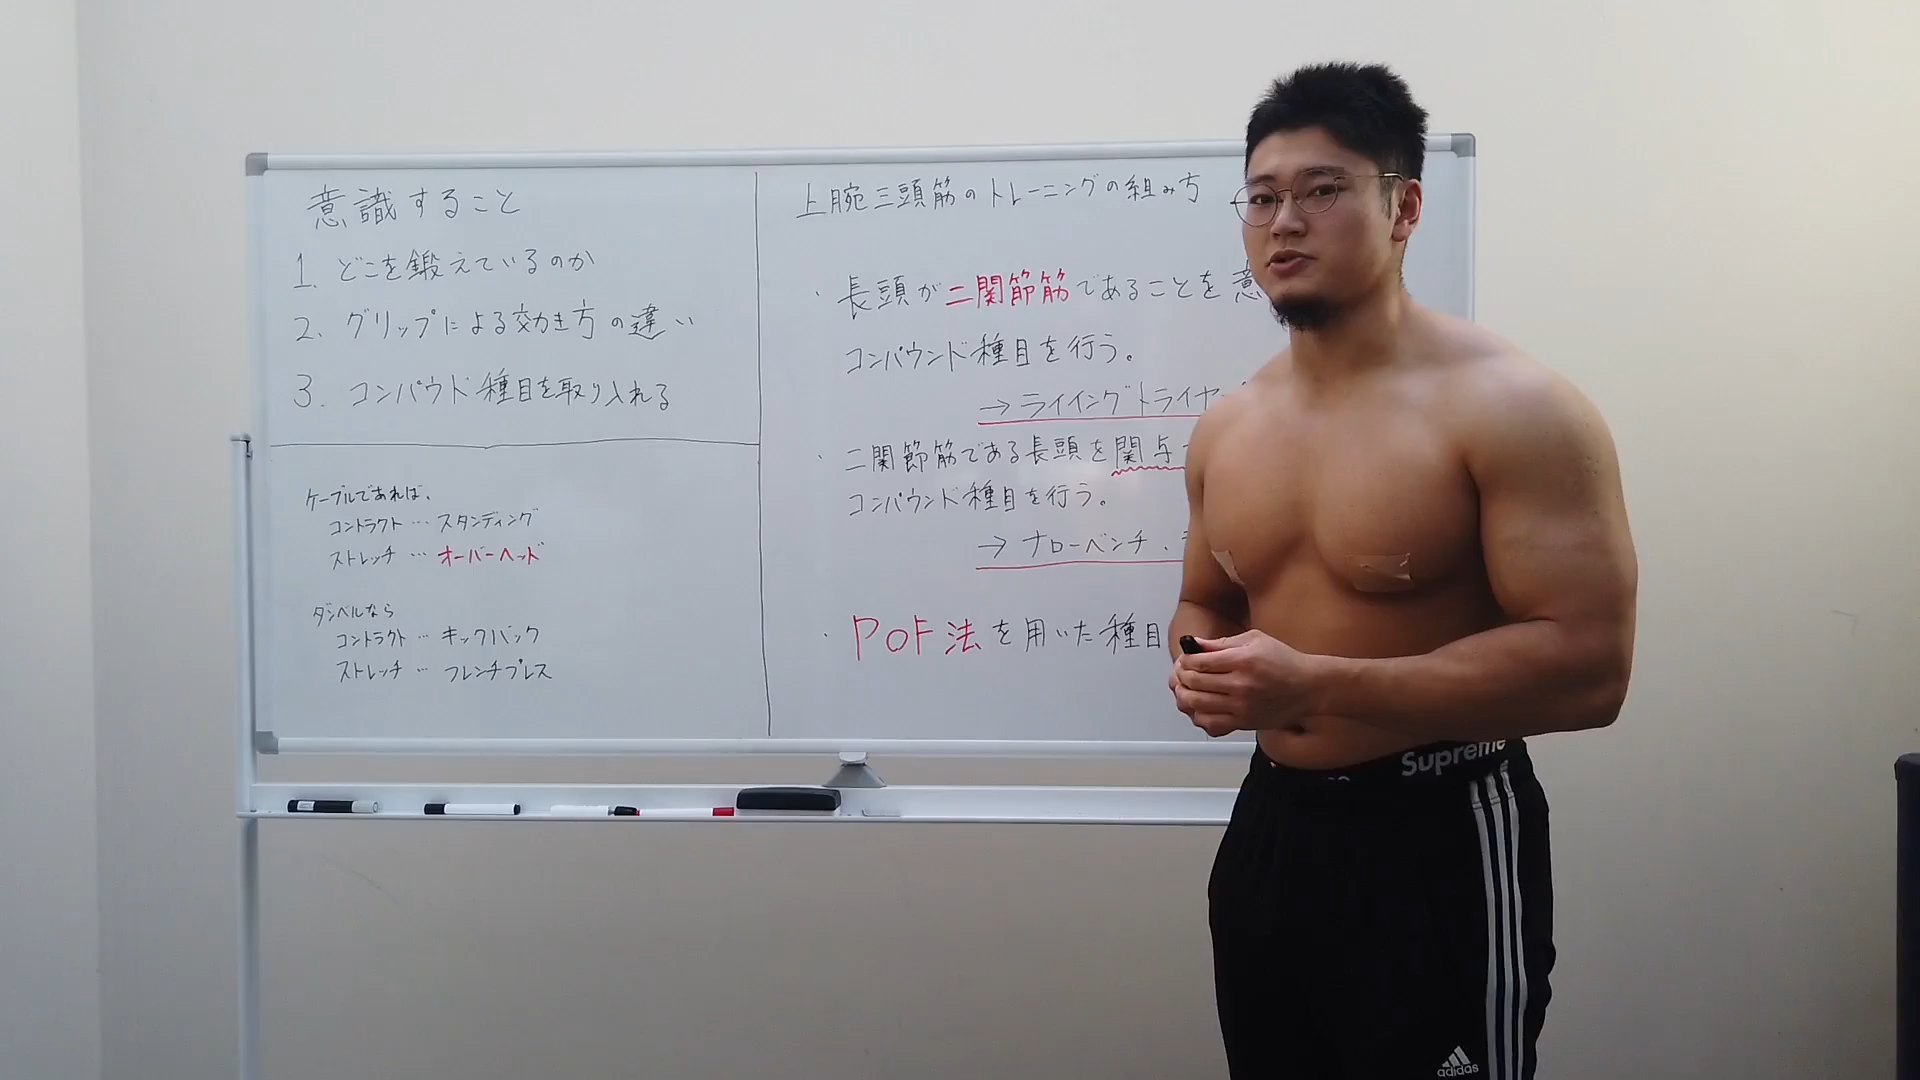 意識すること
1. どこを鍛えているのか
2. グリップによる効き方の違い
3. コンパウド種目を取り入れる
ケーブルであれば、
コントラクト … スタンディング
ストレッチ … オーバーヘッド
ダンベルなら
コントラクト … キックバック
ストレッチ … フレンチプレス
上腕三頭筋のトレーニングの組み方
・長頭が二関節筋であることを意
コンパウンド種目を行う。
→ ライイングトライセ
・二関節筋である長頭を関与
コンパウンド種目を行う。
→ ナローベンチ、
・POF法を用いた種目
Supreme
adidas